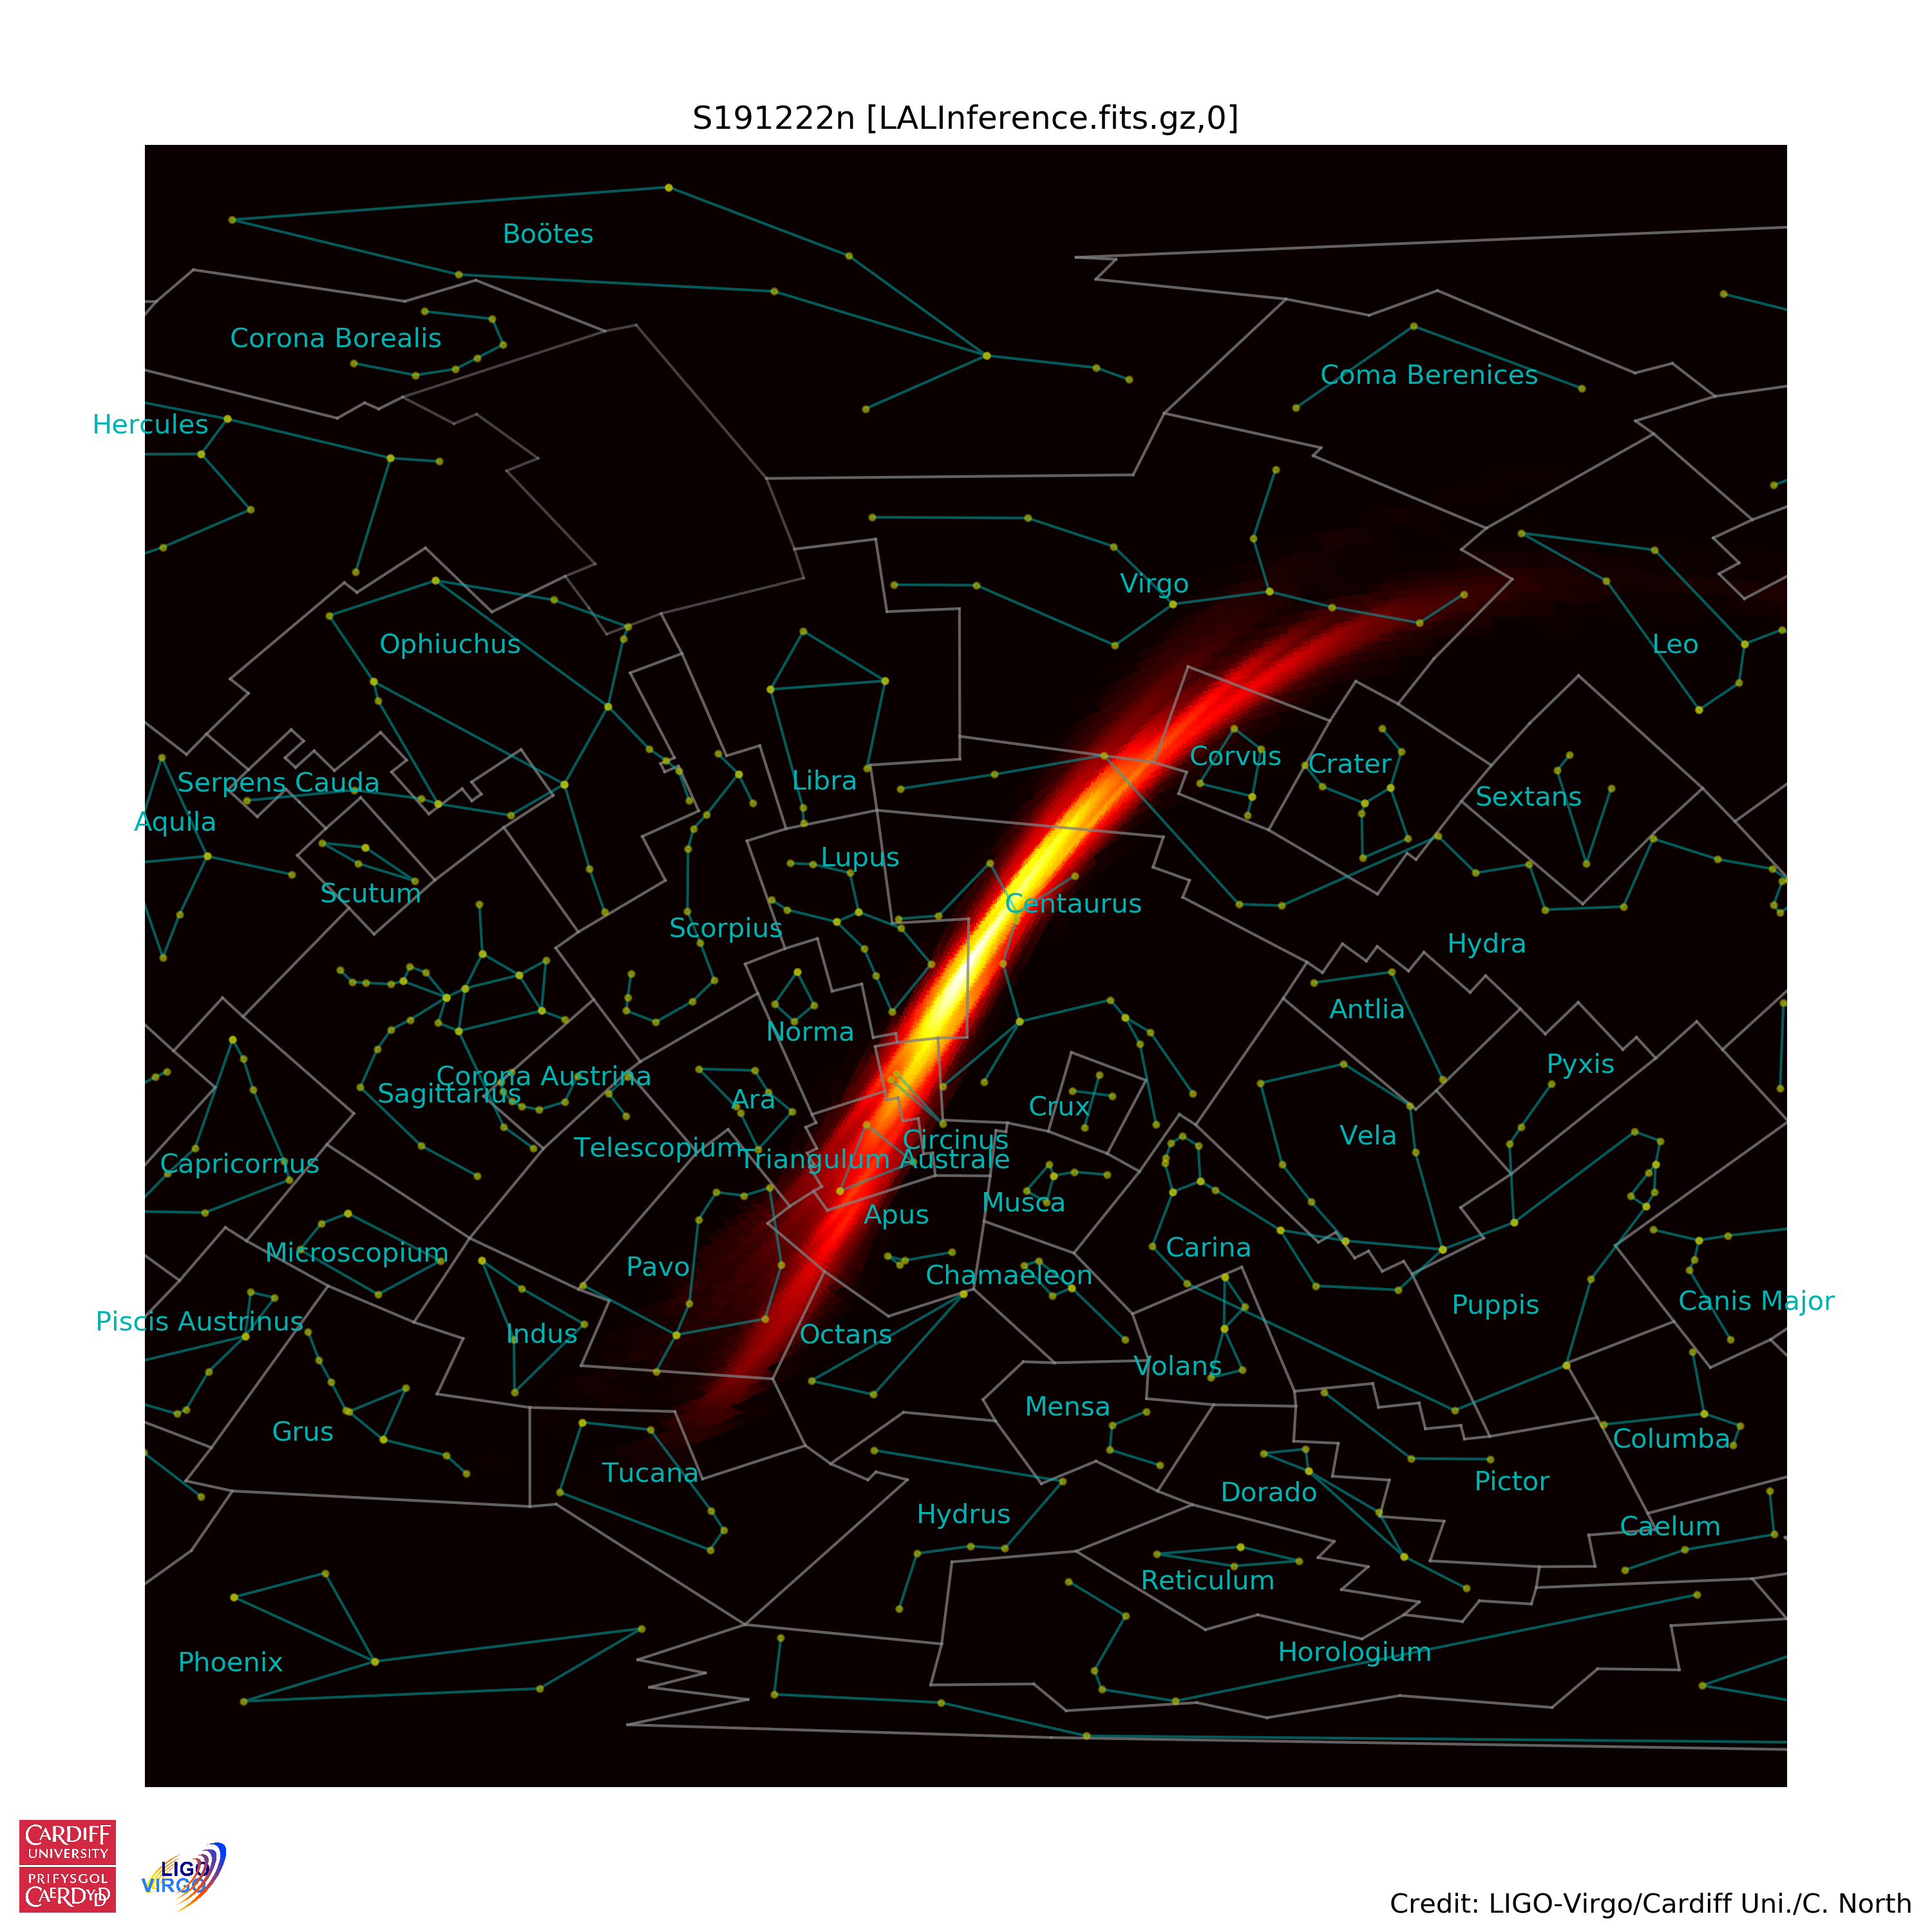 S191222n [LALInference.fits.gz,0]
Boötes
Corona Borealis
Coma Berenices
Hercules
Virgo
Ophiuchus
Leo
Serpens Cauda
Libra
Corvus
Crater
Sextans
Aquila
Lupus
Scutum
Centaurus
Scorpius
Hydra
Antlia
Norma
Pyxis
Corona Austrina
Sagittarius
Ara
Crux
Vela
Circinus
Telescopium
Triangulum Australe
Capricornus
Musca
Apus
Microscopium
Pavo
Carina
Chamaeleon
Puppis
Canis Major
Piscis Austrinus
Indus
Octans
Volans
Mensa
Grus
Columba
Tucana
Dorado
Pictor
Hydrus
Caelum
Reticulum
Phoenix
Horologium
CARDIFF
UNIVERSITY
PRIFYSGOL
CAERDYDD
LIGO
VIRGO
Credit: LIGO-Virgo/Cardiff Uni./C. North